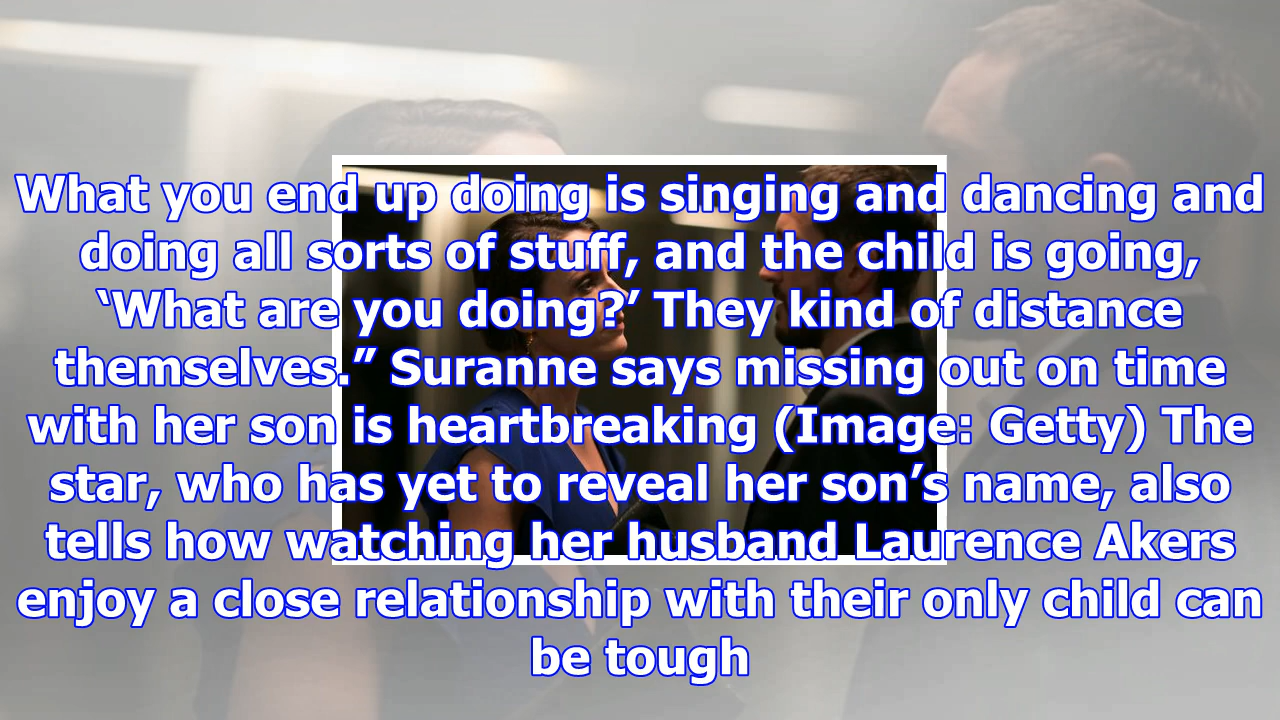 What you end up doing is singing and dancing and
doing all sorts of stuff, and the child is going,
‘What are you doing?’ They kind of distance
themselves.” Suranne says missing out on time
with her son is heartbreaking (Image: Getty) The
star, who has yet to reveal her son’s name, also
tells how watching her husband Laurence Akers
enjoy a close relationship with their only child can
be tough